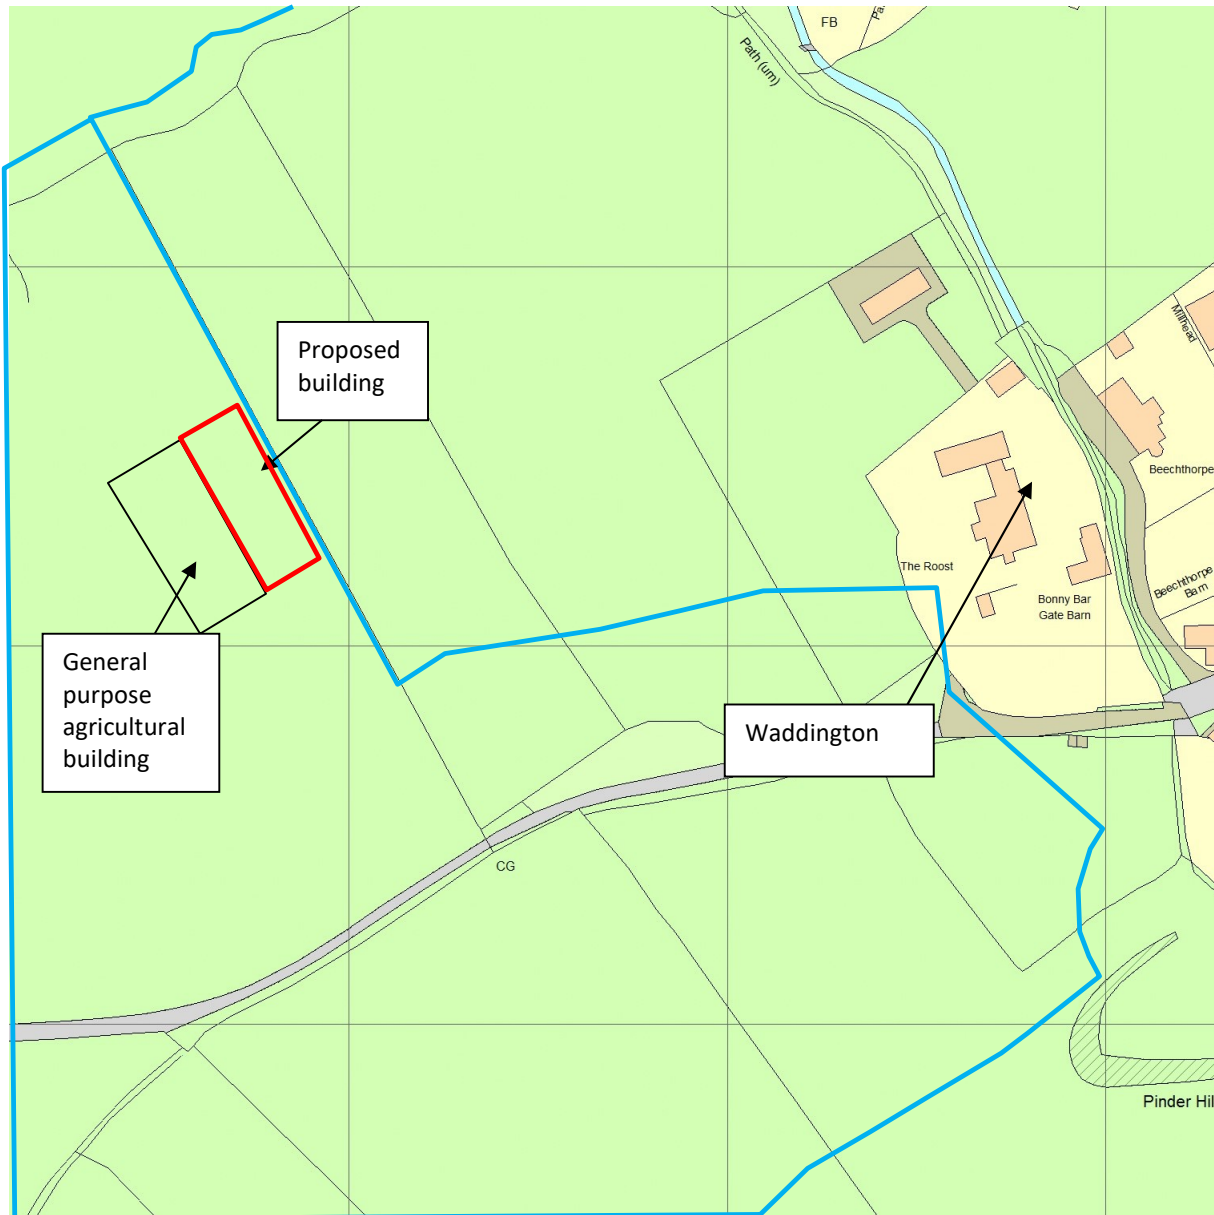 FB
Pa
Path (um)
Millhead
Proposed
building
Beechthorpe
The Roost
Beechthorpe
Barn
Bonny Bar
Gate Barn
General
purpose
agricultural
building
Waddington
CG
Pinder Hil